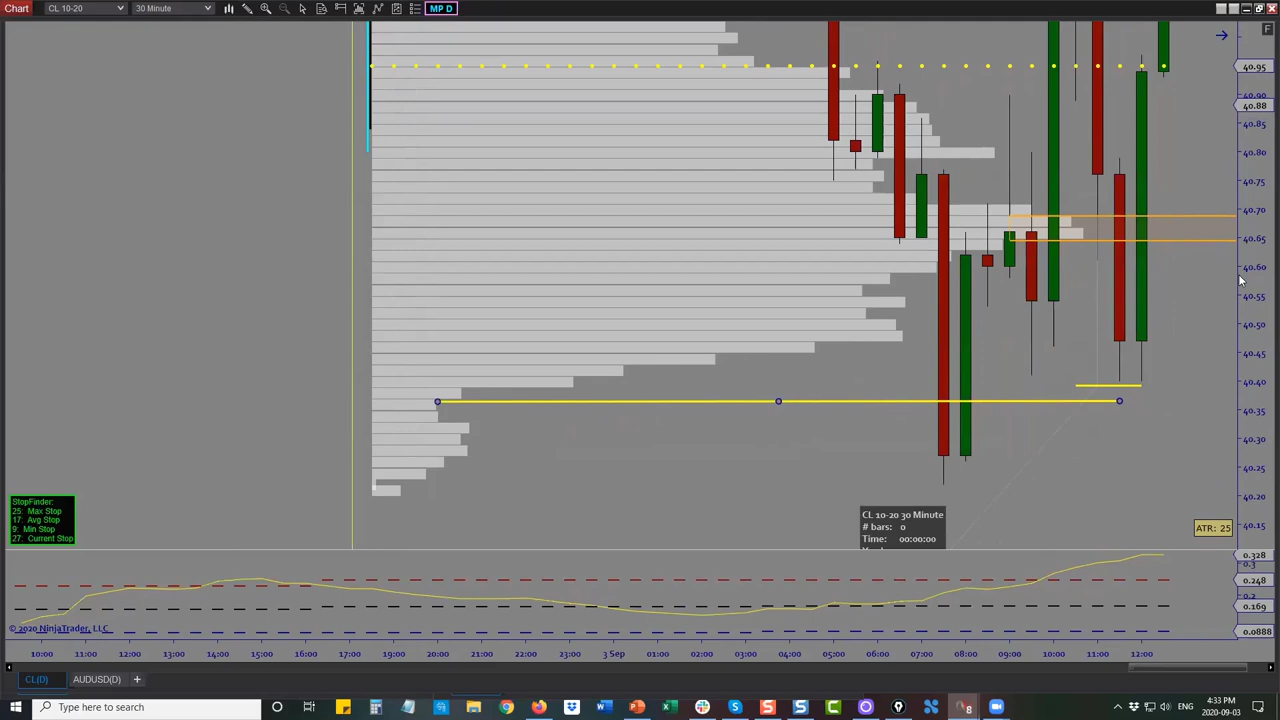 Chart CL 10-20 30 Minute MP D
F
40.95
40.90
40.88
40.85
40.80
40.75
40.70
40.65
40.60
40.55
40.50
40.45
40.40
40.35
40.30
40.25
40.20
40.15
StopFinder:
25: Max Stop
17: Avg Stop
9: Min Stop
27: Current Stop
CL 10-20 30 Minute
# bars: 0
Time: 00:00:00
ATR: 25
0.328
0.3
0.248
0.2
0.169
0.0888
© 2020 NinjaTrader, LLC
10:00 11:00 12:00 13:00 14:00 15:00 16:00 17:00 18:00 19:00 20:00 21:00 22:00 23:00 3 Sep 01:00 02:00 03:00 04:00 05:00 06:00 07:00 08:00 09:00 10:00 11:00 12:00
CL(D) AUDUSD(D) +
Type here to search
ENG
4:33 PM
2020-09-03